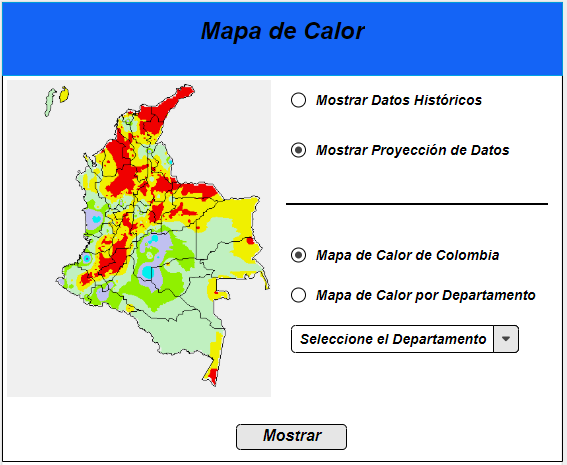 Mapa de Calor
Mostrar Datos Históricos
Mostrar Proyección de Datos
Mapa de Calor de Colombia
Mapa de Calor por Departamento
Seleccione el Departamento
Mostrar